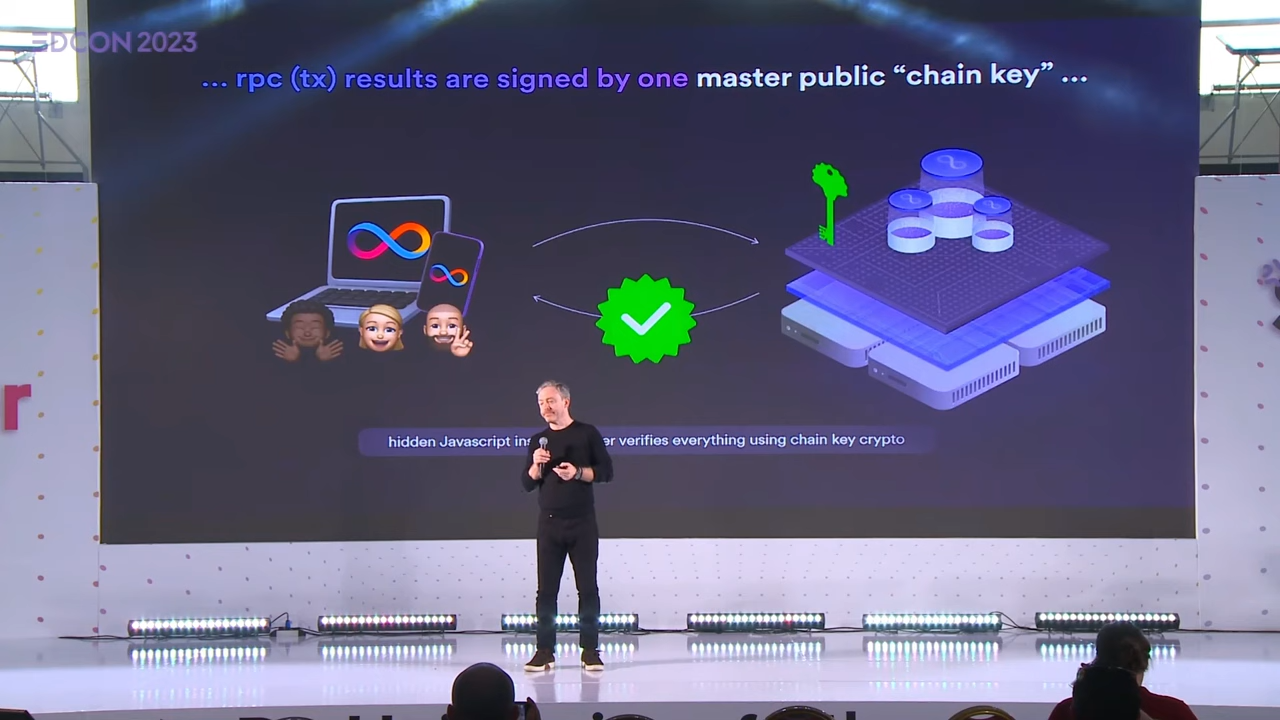 EDCON 2023
... rpc (tx) results are signed by one master public “chain key” ...
r
hidden Javascript ins er verifies everything using chain key crypto